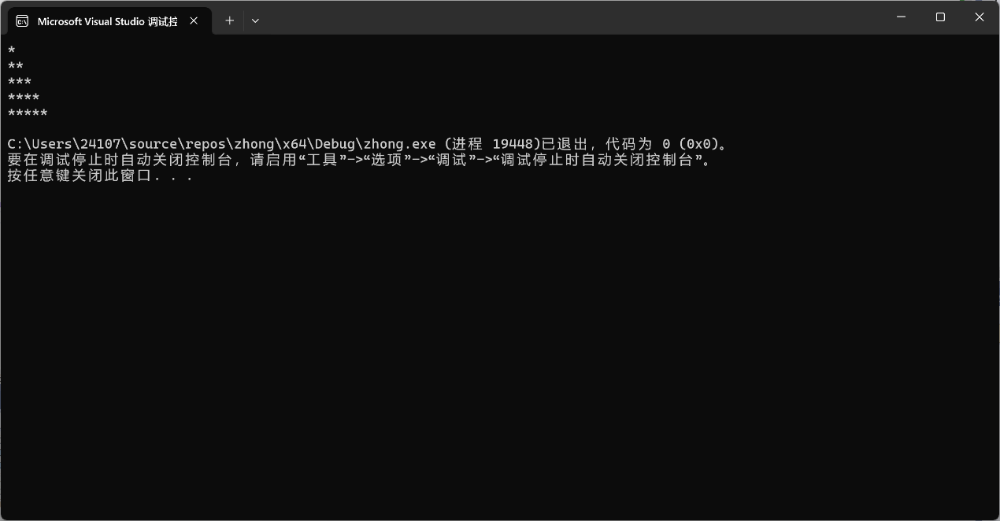 Microsoft Visual Studio 调试控
*
**
***
****
*****
C:\Users\24107\source\repos\zhong\x64\Debug\zhong.exe (进程 19448)已退出，代码为 0 (0x0)。
要在调试停止时自动关闭控制台，请启用“工具”->“选项”->“调试”->“调试停止时自动关闭控制台”。
按任意键关闭此窗口. . .